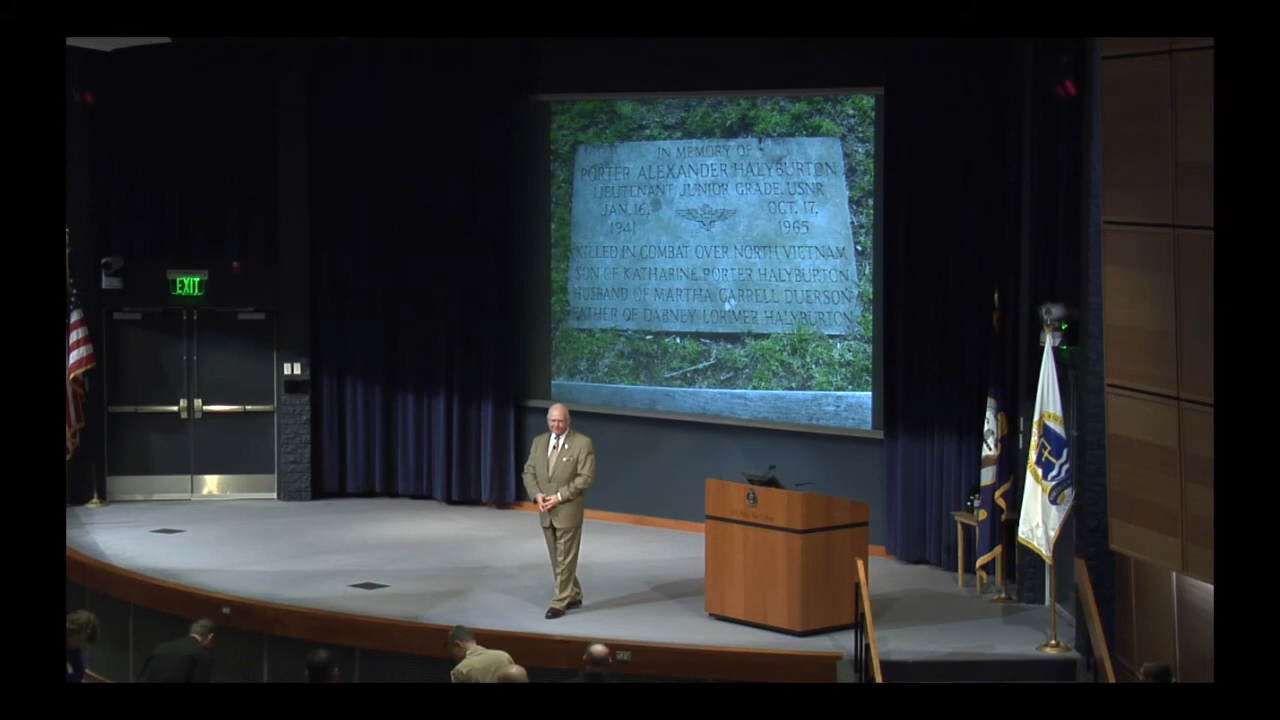 IN MEMORY OF
PORTER ALEXANDER HALYBURTON
LIEUTENANT JUNIOR GRADE, USNR
JAN. 16, OCT. 17,
1941 1965
KILLED IN COMBAT OVER NORTH VIETNAM
SON OF KATHARINE PORTER HALYBURTON
HUSBAND OF MARTHA CARRELL DUERSON
FATHER OF DABNEY LORIMER HALYBURTON
EXIT